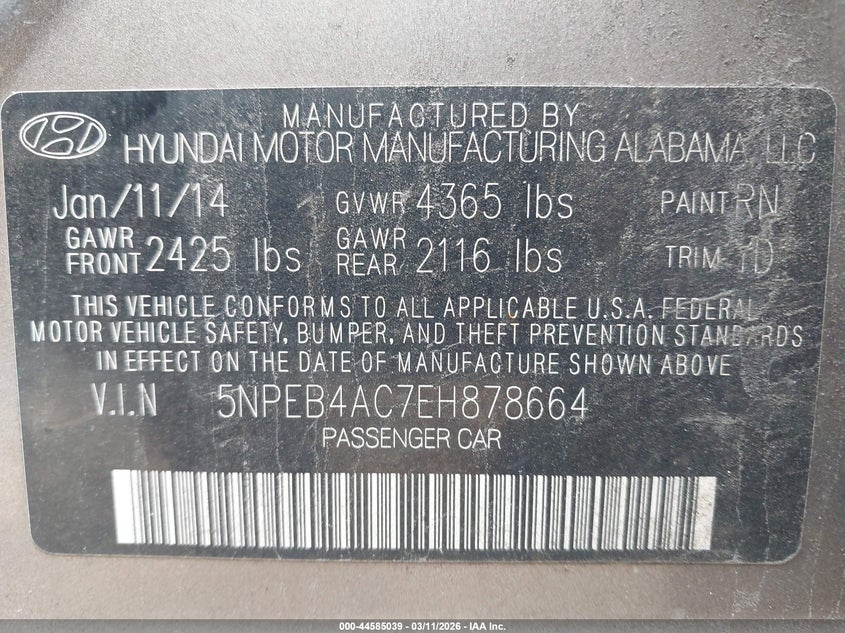 MANUFACTURED BY
HYUNDAI MOTOR MANUFACTURING ALABAMA, LLC
Jan/11/14 GVWR 4365 lbs PAINT RN
GAWR FRONT 2425 lbs GAWR REAR 2116 lbs TRIM
THIS VEHICLE CONFORMS TO ALL APPLICABLE U.S.A. FEDERAL
MOTOR VEHICLE SAFETY, BUMPER, AND THEFT PREVENTION STANDARDS
IN EFFECT ON THE DATE OF MANUFACTURE SHOWN ABOVE
V.I.N 5NPEB4AC7EH878664
PASSENGER CAR
000-44585039 - 03/11/2026 - IAA Inc.